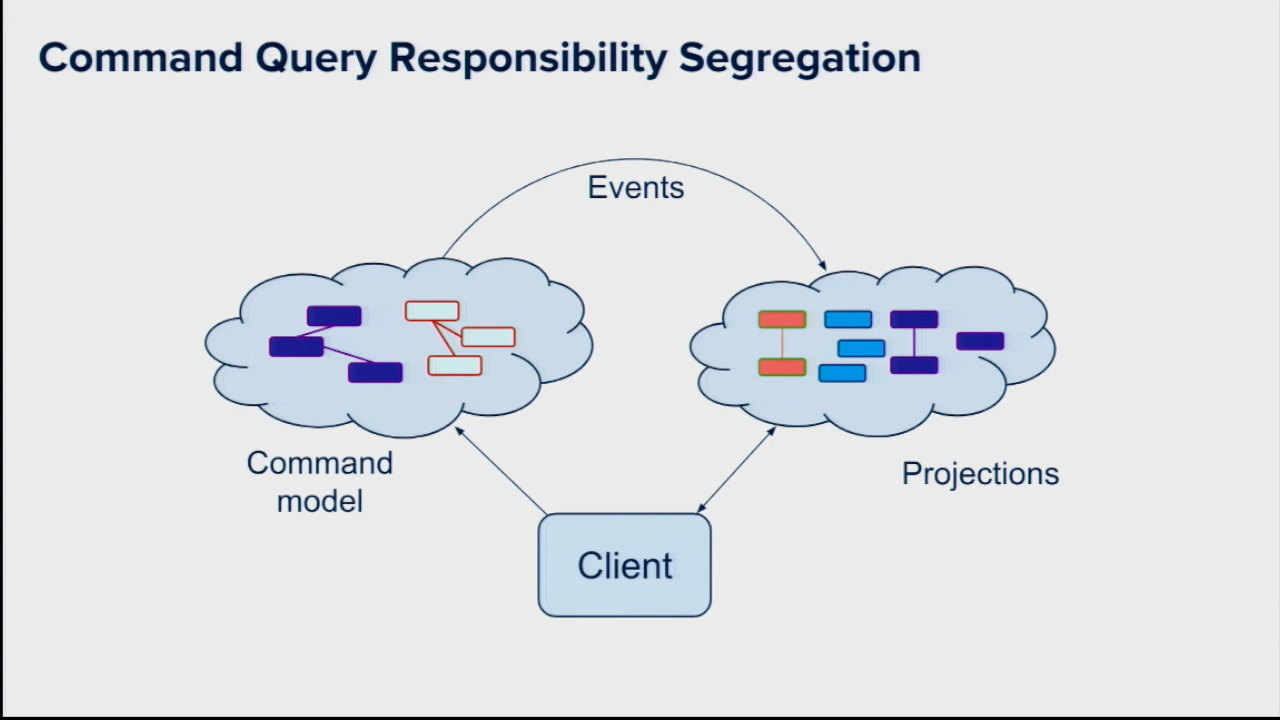 Command Query Responsibility Segregation
Events
Command
model
Projections
Client